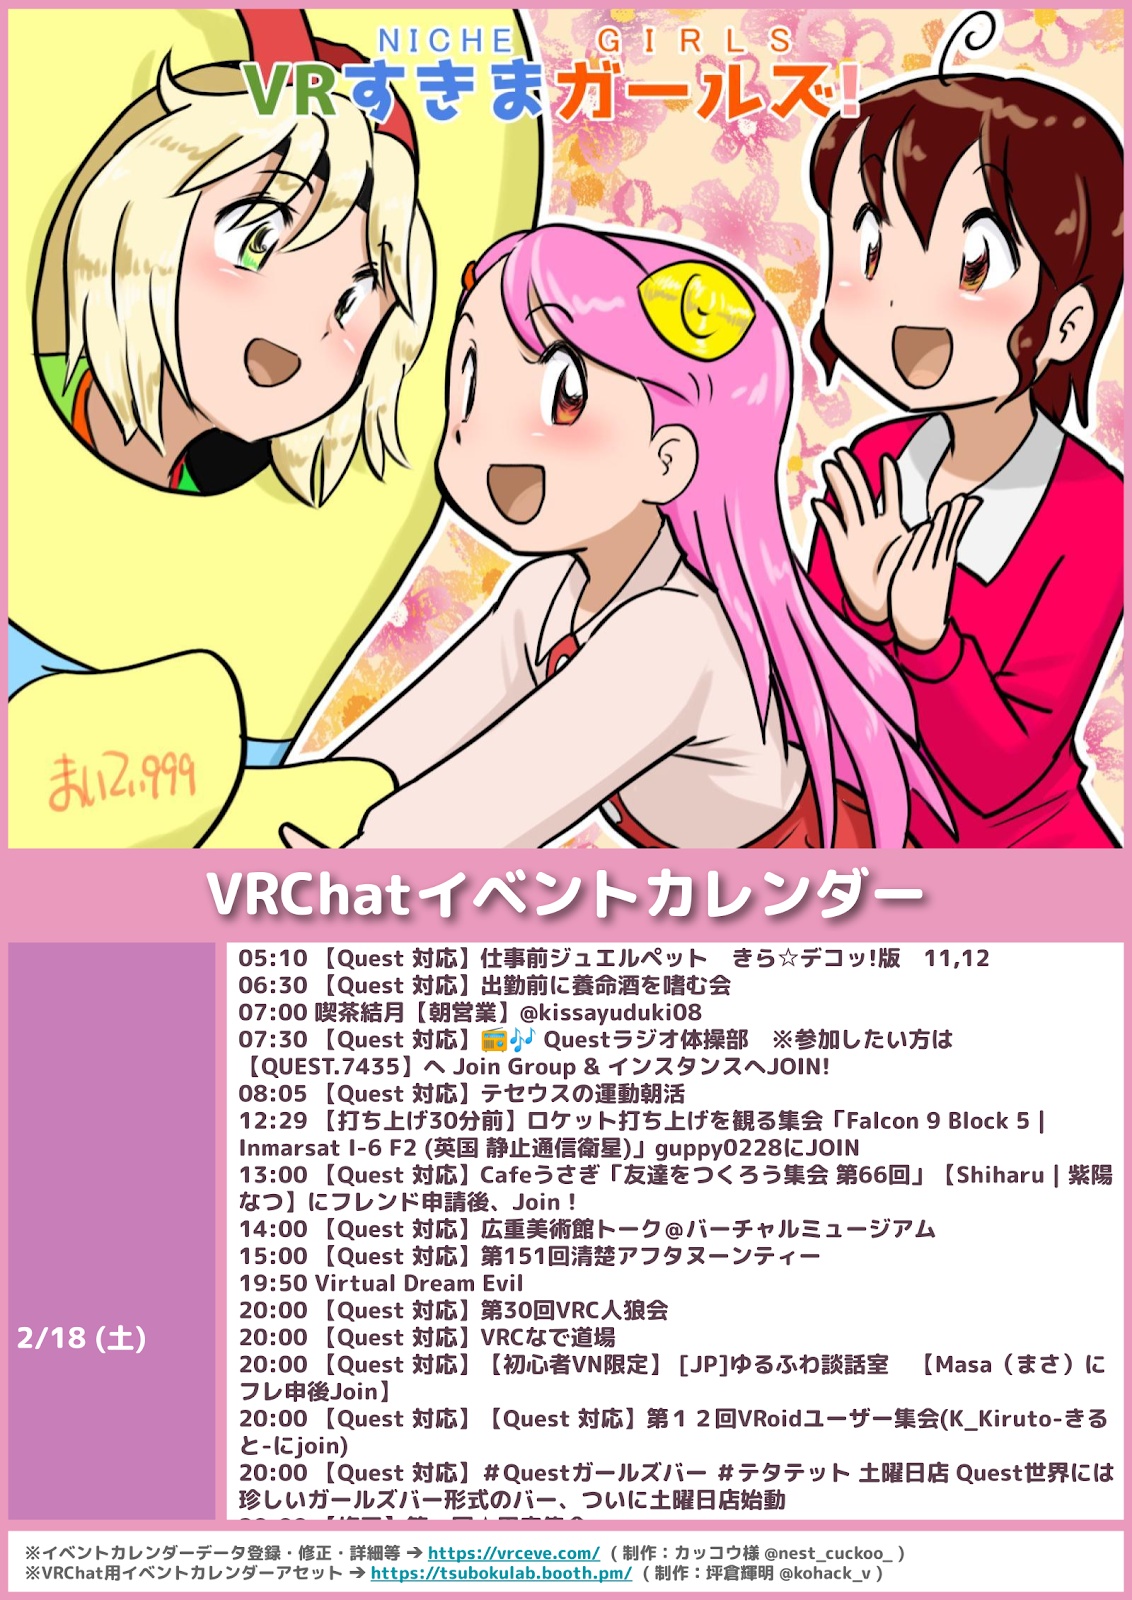 NICHE GIRLS
VRすきまガールズ!
まいてぃ999
VRChatイベントカレンダー
2/18 (土)
05:10 【Quest 対応】仕事前ジュエルペット　きら☆デコッ!版　11,12
06:30 【Quest 対応】出勤前に養命酒を嗜む会
07:00 喫茶結月【朝営業】@kissayuduki08
07:30 【Quest 対応】📻🎶 Questラジオ体操部　※参加したい方は
【QUEST.7435】へ Join Group & インスタンスへJOIN!
08:05 【Quest 対応】テセウスの運動朝活
12:29 【打ち上げ30分前】ロケット打ち上げを観る集会「Falcon 9 Block 5 |
Inmarsat I-6 F2 (英国 静止通信衛星)」guppy0228にJOIN
13:00 【Quest 対応】Cafeうさぎ「友達をつくろう集会 第66回」【Shiharu | 紫陽
なつ】にフレンド申請後、Join！
14:00 【Quest 対応】広重美術館トーク@バーチャルミュージアム
15:00 【Quest 対応】第151回清楚アフタヌーンティー
19:50 Virtual Dream Evil
20:00 【Quest 対応】第30回VRC人狼会
20:00 【Quest 対応】VRCなで道場
20:00 【Quest 対応】【初心者VN限定】 [JP]ゆるふわ談話室　【Masa（まさ）に
フレ申後Join】
20:00 【Quest 対応】【Quest 対応】第１２回VRoidユーザー集会(K_Kiruto-きる
と-にjoin)
20:00 【Quest 対応】＃Questガールズバー ＃テタテット 土曜日店 Quest世界には
珍しいガールズバー形式のバー、ついに土曜日店始動
※イベントカレンダーデータ登録・修正・詳細等 ➔ https://vrceve.com/ （ 制作：カッコウ様 @nest_cuckoo_ ）
※VRChat用イベントカレンダーアセット ➔ https://tsubokulab.booth.pm/ （ 制作：坪倉輝明 @kohack_v ）